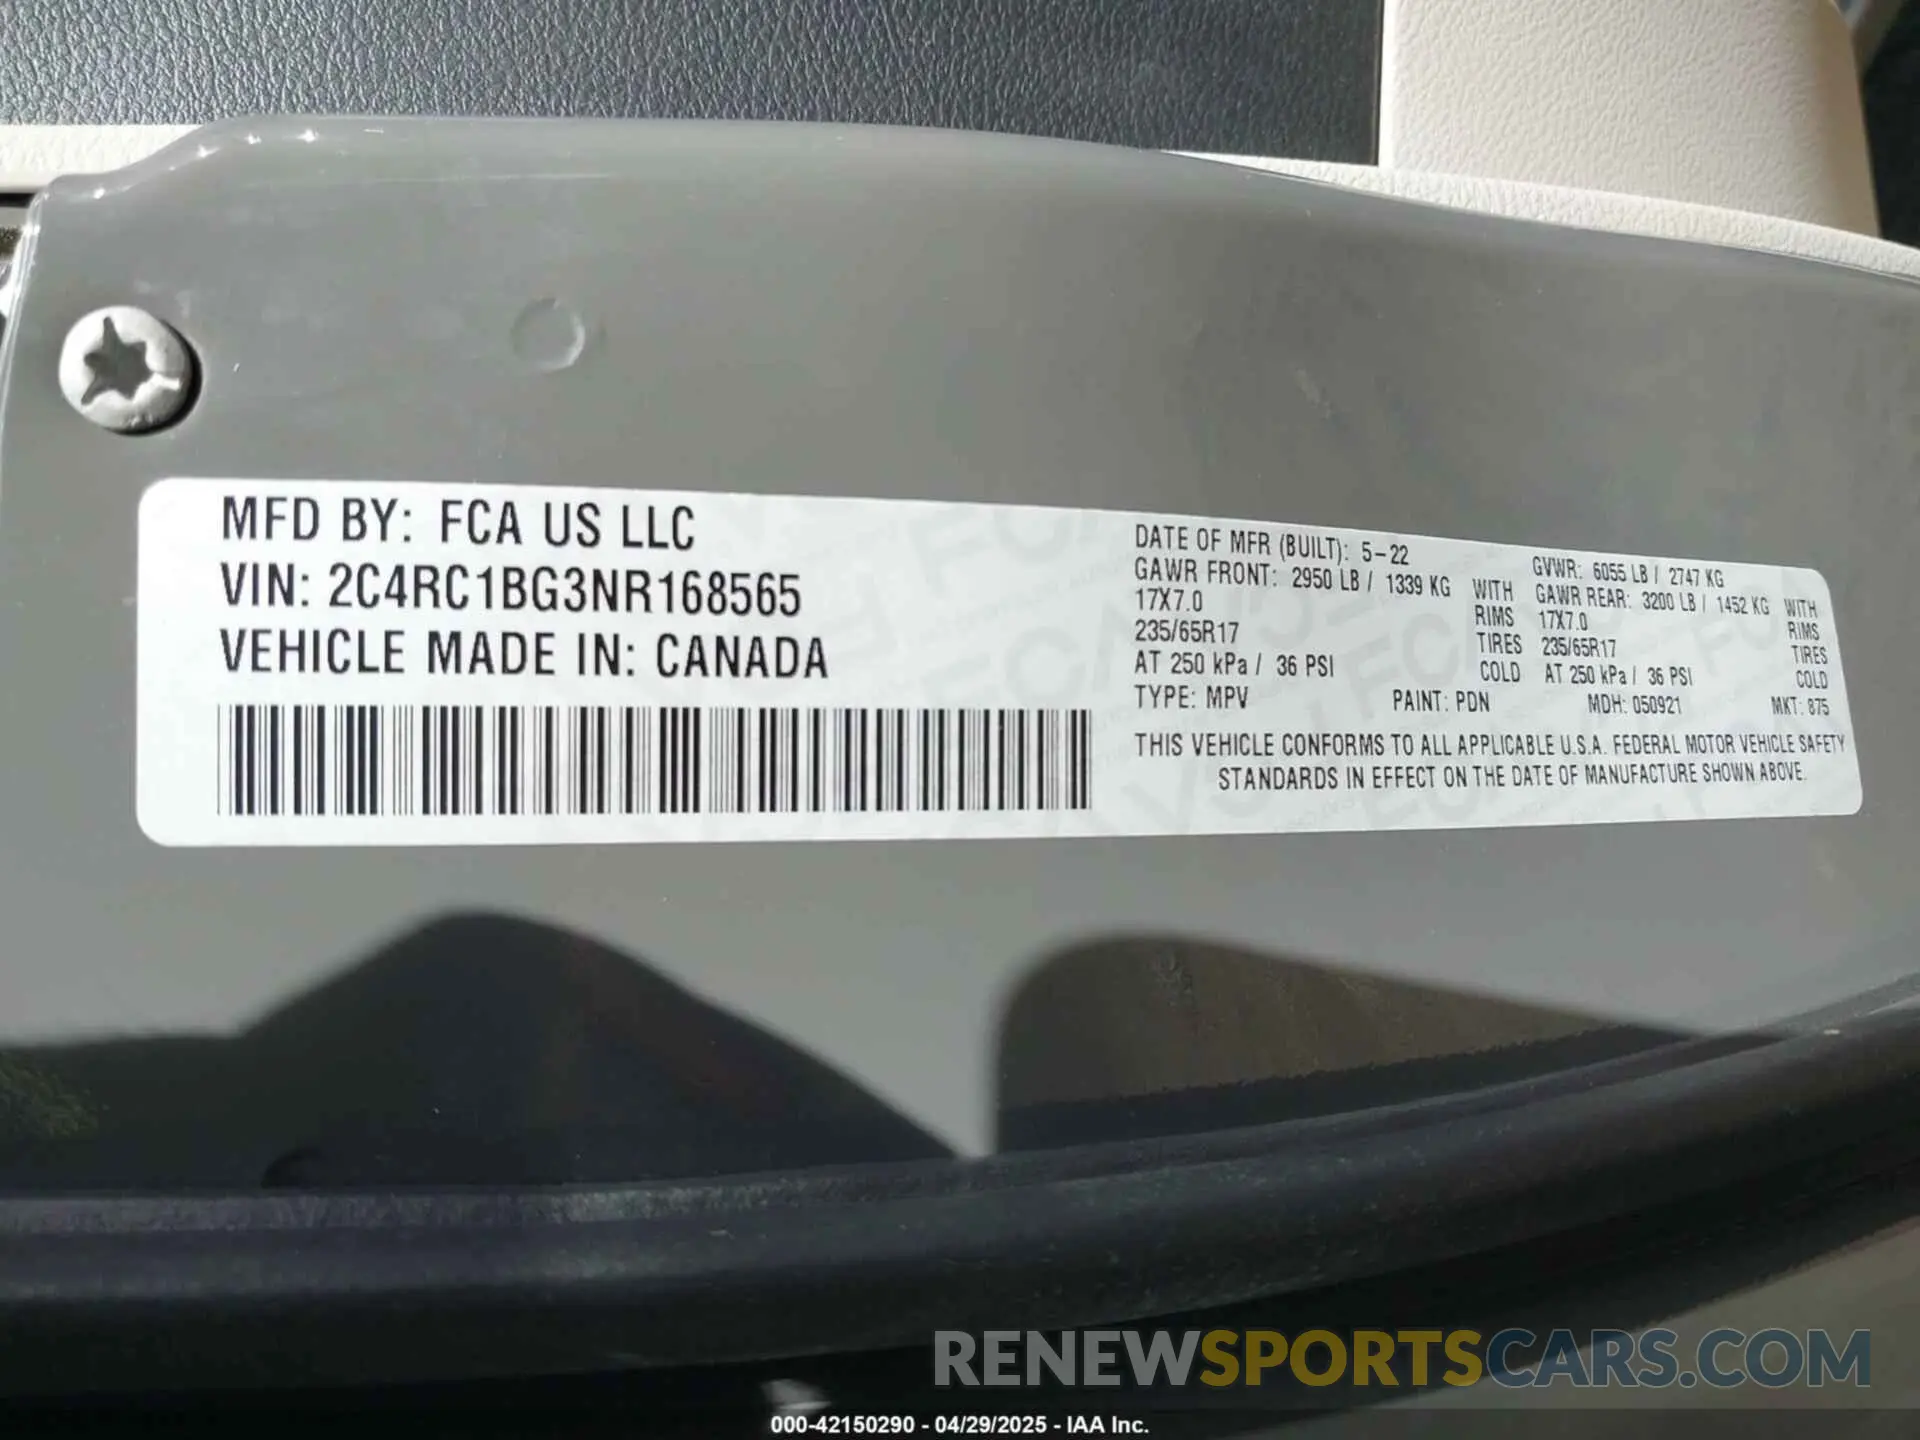 MFD BY: FCA US LLC
VIN: 2C4RC1BG3NR168565
VEHICLE MADE IN: CANADA
DATE OF MFR (BUILT): 5-22 GVWR: 6055 LB / 2747 KG
GAWR FRONT: 2950 LB / 1339 KG WITH GAWR REAR: 3200 LB / 1452 KG WITH
17X7.0 RIMS 17X7.0 RIMS
235/65R17 TIRES 235/65R17 TIRES
AT 250 kPa / 36 PSI COLD AT 250 kPa / 36 PSI COLD
TYPE: MPV PAINT: PDN MDH: 050921 MKT: 875
THIS VEHICLE CONFORMS TO ALL APPLICABLE U.S.A. FEDERAL MOTOR VEHICLE SAFETY
STANDARDS IN EFFECT ON THE DATE OF MANUFACTURE SHOWN ABOVE.
RENEWSPORTSCARS.COM
000-42150290 - 04/29/2025 - IAA Inc.